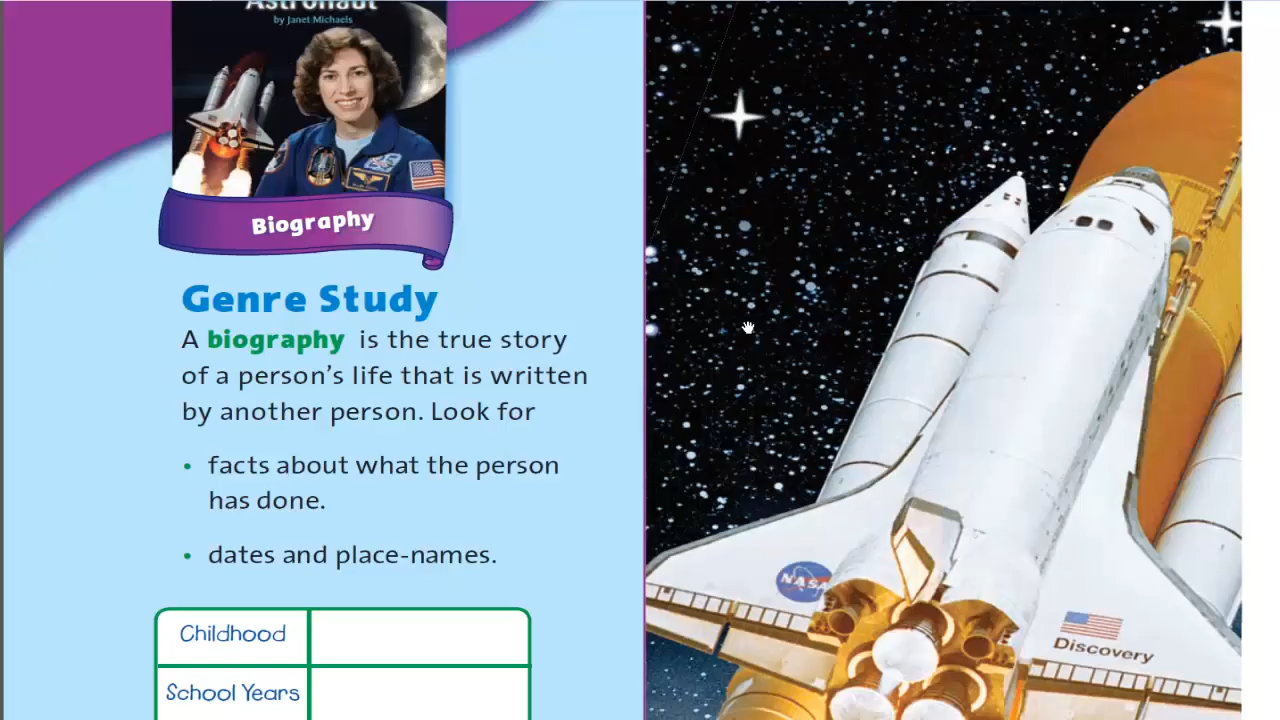 Astronaut
by Janet Michaels
Biography
Genre Study
A biography is the true story
of a person's life that is written
by another person. Look for
• facts about what the person
has done.
• dates and place-names.
Childhood
School Years
NASA
Discovery